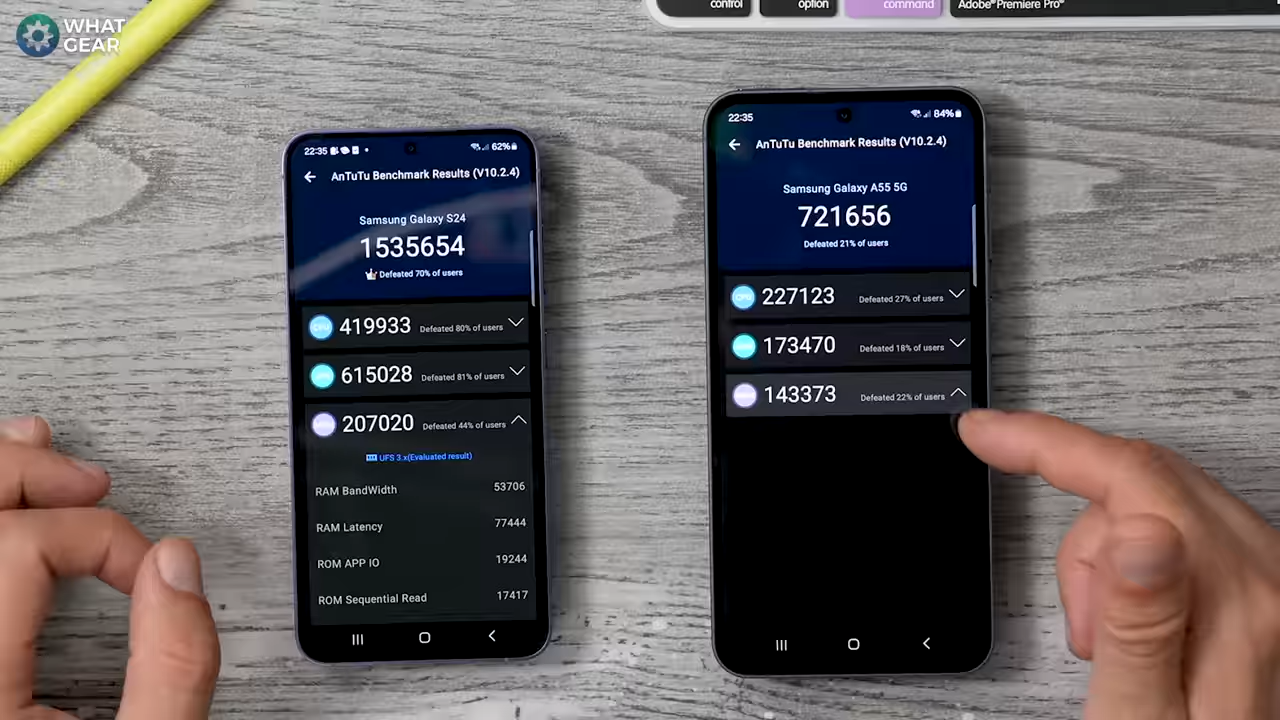 WHAT
GEAR
control
option
command
Adobe® Premiere Pro®
22:35
62%
AnTuTu Benchmark Results (V10.2.4)
Samsung Galaxy S24
1535654
Defeated 70% of users
CPU
419933
Defeated 80% of users
615028
Defeated 81% of users
207020
Defeated 44% of users
UFS 3.x(Evaluated result)
RAM BandWidth
53706
RAM Latency
77444
ROM APP IO
19244
ROM Sequential Read
17417
22:35
84%
AnTuTu Benchmark Results (V10.2.4)
Samsung Galaxy A55 5G
721656
Defeated 21% of users
CPU
227123
Defeated 27% of users
173470
Defeated 18% of users
143373
Defeated 22% of users